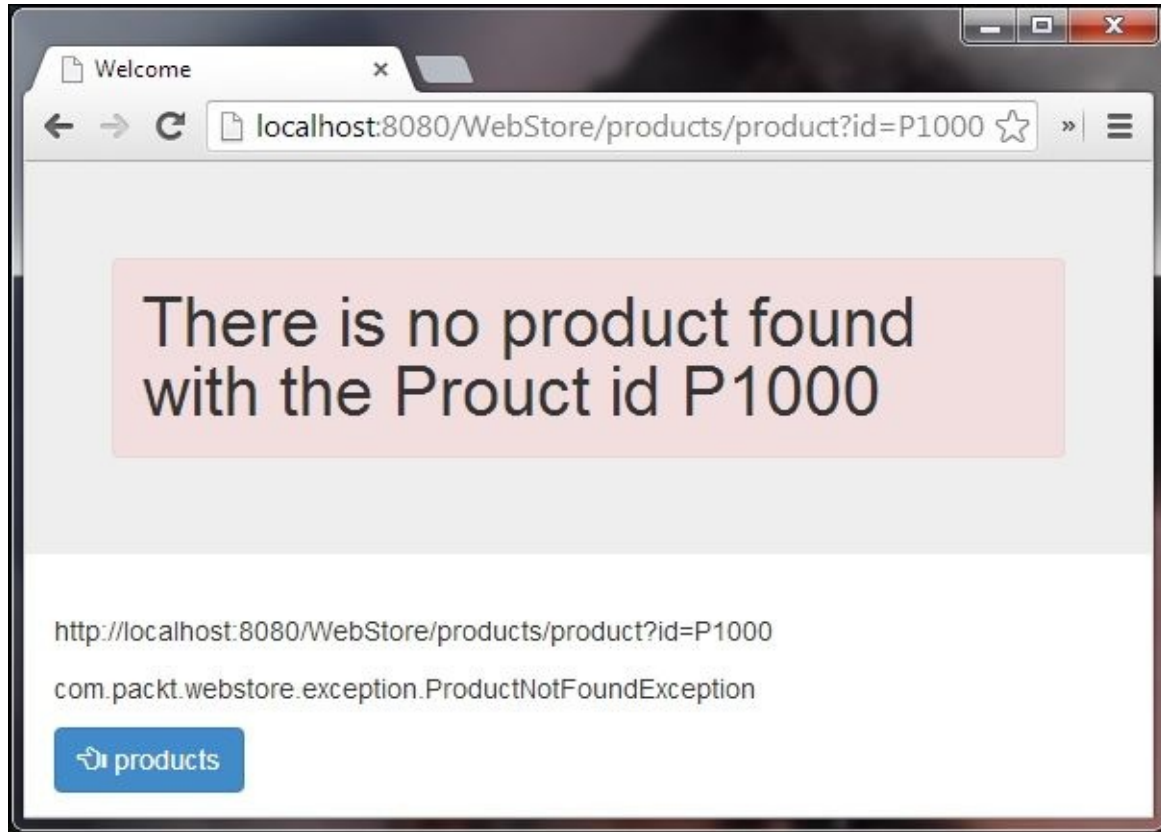 Welcome
localhost:8080/WebStore/products/product?id=P1000
There is no product found
with the Prouct id P1000
http://localhost:8080/WebStore/products/product?id=P1000
com.packt.webstore.exception.ProductNotFoundException
products